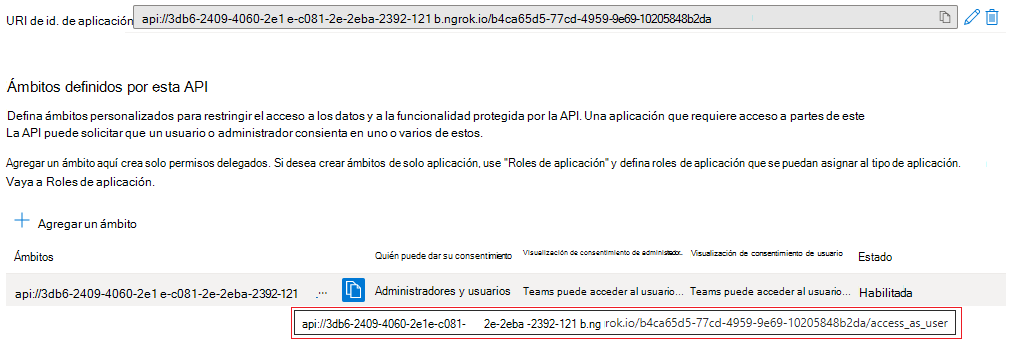 URI de id. de aplicación api://3db6-2409-4060-2e1 e-c081-2e-2eba-2392-121 b.ngrok.io/b4ca65d5-77cd-4959-9e69-10205848b2da
Ámbitos definidos por esta API
Defina ámbitos personalizados para restringir el acceso a los datos y a la funcionalidad protegida por la API. Una aplicación que requiere acceso a partes de este
La API puede solicitar que un usuario o administrador consienta en uno o varios de estos.
Agregar un ámbito aquí crea solo permisos delegados. Si desea crear ámbitos de solo aplicación, use "Roles de aplicación" y defina roles de aplicación que se puedan asignar al tipo de aplicación.
Vaya a Roles de aplicación.
Agregar un ámbito
Ámbitos Quién puede dar su consentimiento Visualización de consentimiento de administrador... Visualización de consentimiento de usuario Estado
api://3db6-2409-4060-2e1 e-c081-2e-2eba-2392-121 ... Administradores y usuarios Teams puede acceder al usuario... Teams puede acceder al usuario... Habilitada
api://3db6-2409-4060-2e1e-c081- 2e-2eba -2392-121 b.ngrok.io/b4ca65d5-77cd-4959-9e69-10205848b2da/access_as_user